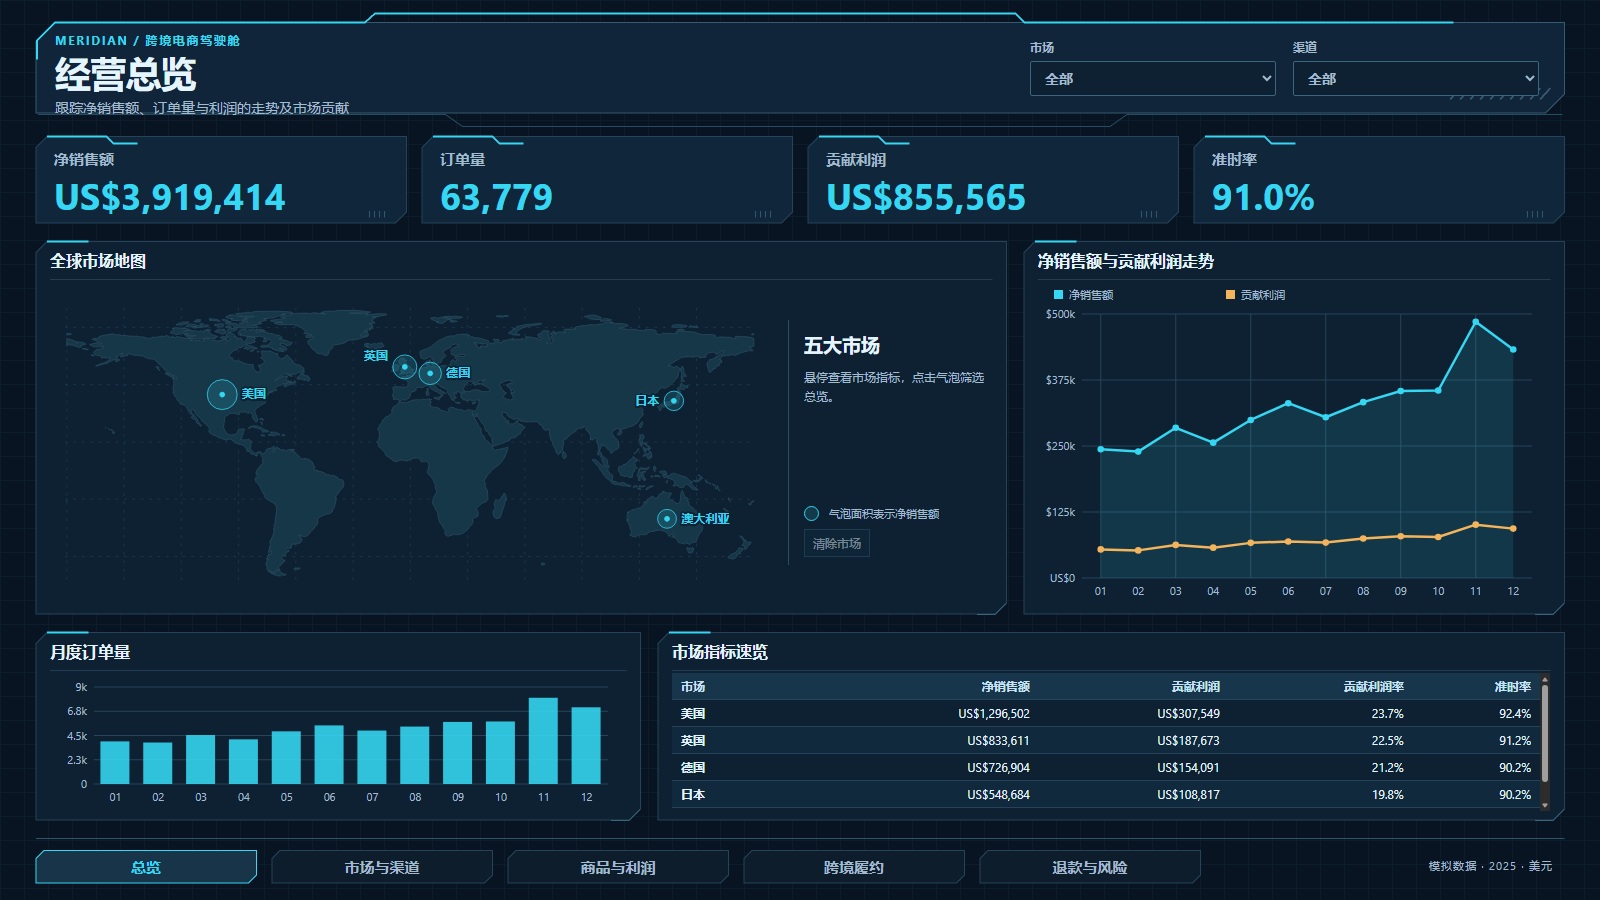 MERIDIAN / 跨境电商驾驶舱
经营总览
跟踪净销售额、订单量与利润的走势及市场贡献
市场
全部
渠道
全部
净销售额
US$3,919,414
订单量
63,779
贡献利润
US$855,565
准时率
91.0%
全球市场地图
英国
德国
美国
日本
澳大利亚
五大市场
悬停查看市场指标，点击气泡筛选
总览。
气泡面积表示净销售额
清除市场
净销售额与贡献利润走势
净销售额 贡献利润
$500k
$375k
$250k
$125k
US$0
01 02 03 04 05 06 07 08 09 10 11 12
月度订单量
9k
6.8k
4.5k
2.3k
0
01 02 03 04 05 06 07 08 09 10 11 12
市场指标速览
市场 净销售额 贡献利润 贡献利润率 准时率
美国 US$1,296,502 US$307,549 23.7% 92.4%
英国 US$833,611 US$187,673 22.5% 91.2%
德国 US$726,904 US$154,091 21.2% 90.2%
日本 US$548,684 US$108,817 19.8% 90.2%
总览 市场与渠道 商品与利润 跨境履约 退款与风险
模拟数据 · 2025 · 美元